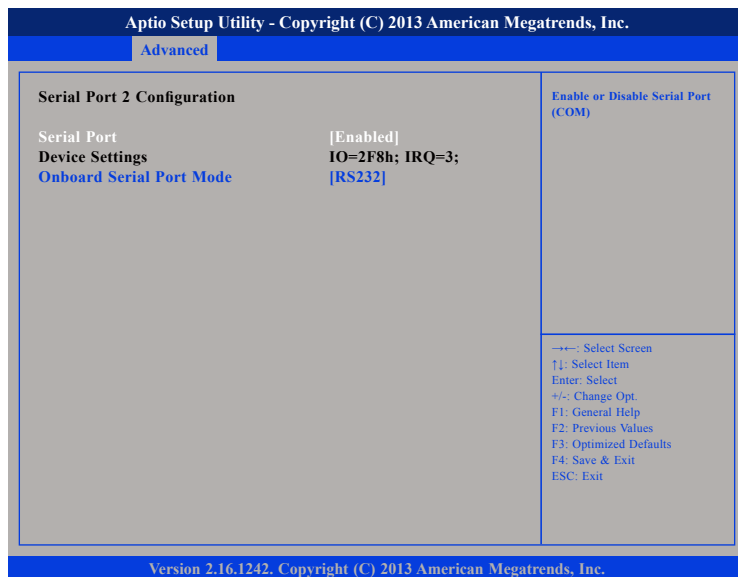 Aptio Setup Utility - Copyright (C) 2013 American Megatrends, Inc.
Advanced
Serial Port 2 Configuration
Serial Port [Enabled]
Device Settings IO=2F8h; IRQ=3;
Onboard Serial Port Mode [RS232]
Enable or Disable Serial Port
(COM)
→←: Select Screen
↑↓: Select Item
Enter: Select
+/-: Change Opt.
F1: General Help
F2: Previous Values
F3: Optimized Defaults
F4: Save & Exit
ESC: Exit
Version 2.16.1242. Copyright (C) 2013 American Megatrends, Inc.